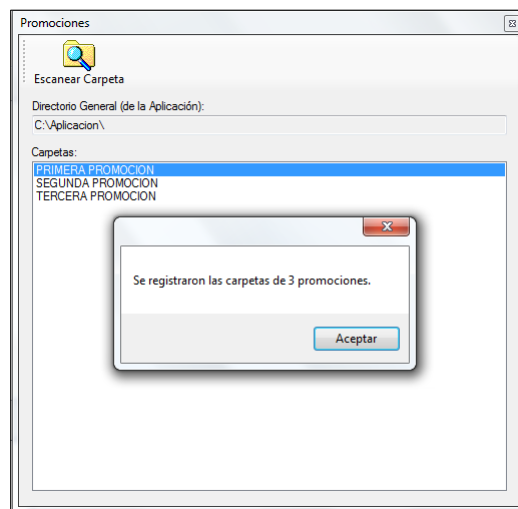 Promociones
Escanear Carpeta
Directorio General (de la Aplicación):
C:\Aplicacion\
Carpetas:
PRIMERA PROMOCION
SEGUNDA PROMOCION
TERCERA PROMOCION
Se registraron las carpetas de 3 promociones.
Aceptar